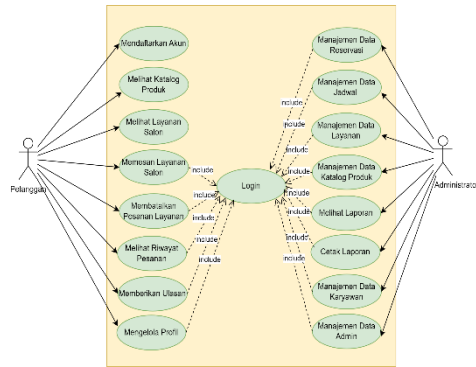 Mendaftarkan Akun
Melihat Katalog
Produk
Melihat Layanan
Salon
Memesan Layanan
Salon
Membatalkan
Pesanan Layanan
Melihat Riwayat
Pesanan
Memberikan Ulasan
Mengelola Profil
Pelanggan
include
include
include
include
include
Login
include
include
include
include
include
include
include
include
Manajemen Data
Reservasi
Manajemen Data
Jadwal
Manajemen Data
Layanan
Manajemen Data
Katalog Produk
Melihat Laporan
Cetak Laporan
Manajemen Data
Karyawan
Manajemen Data
Admin
Administrato